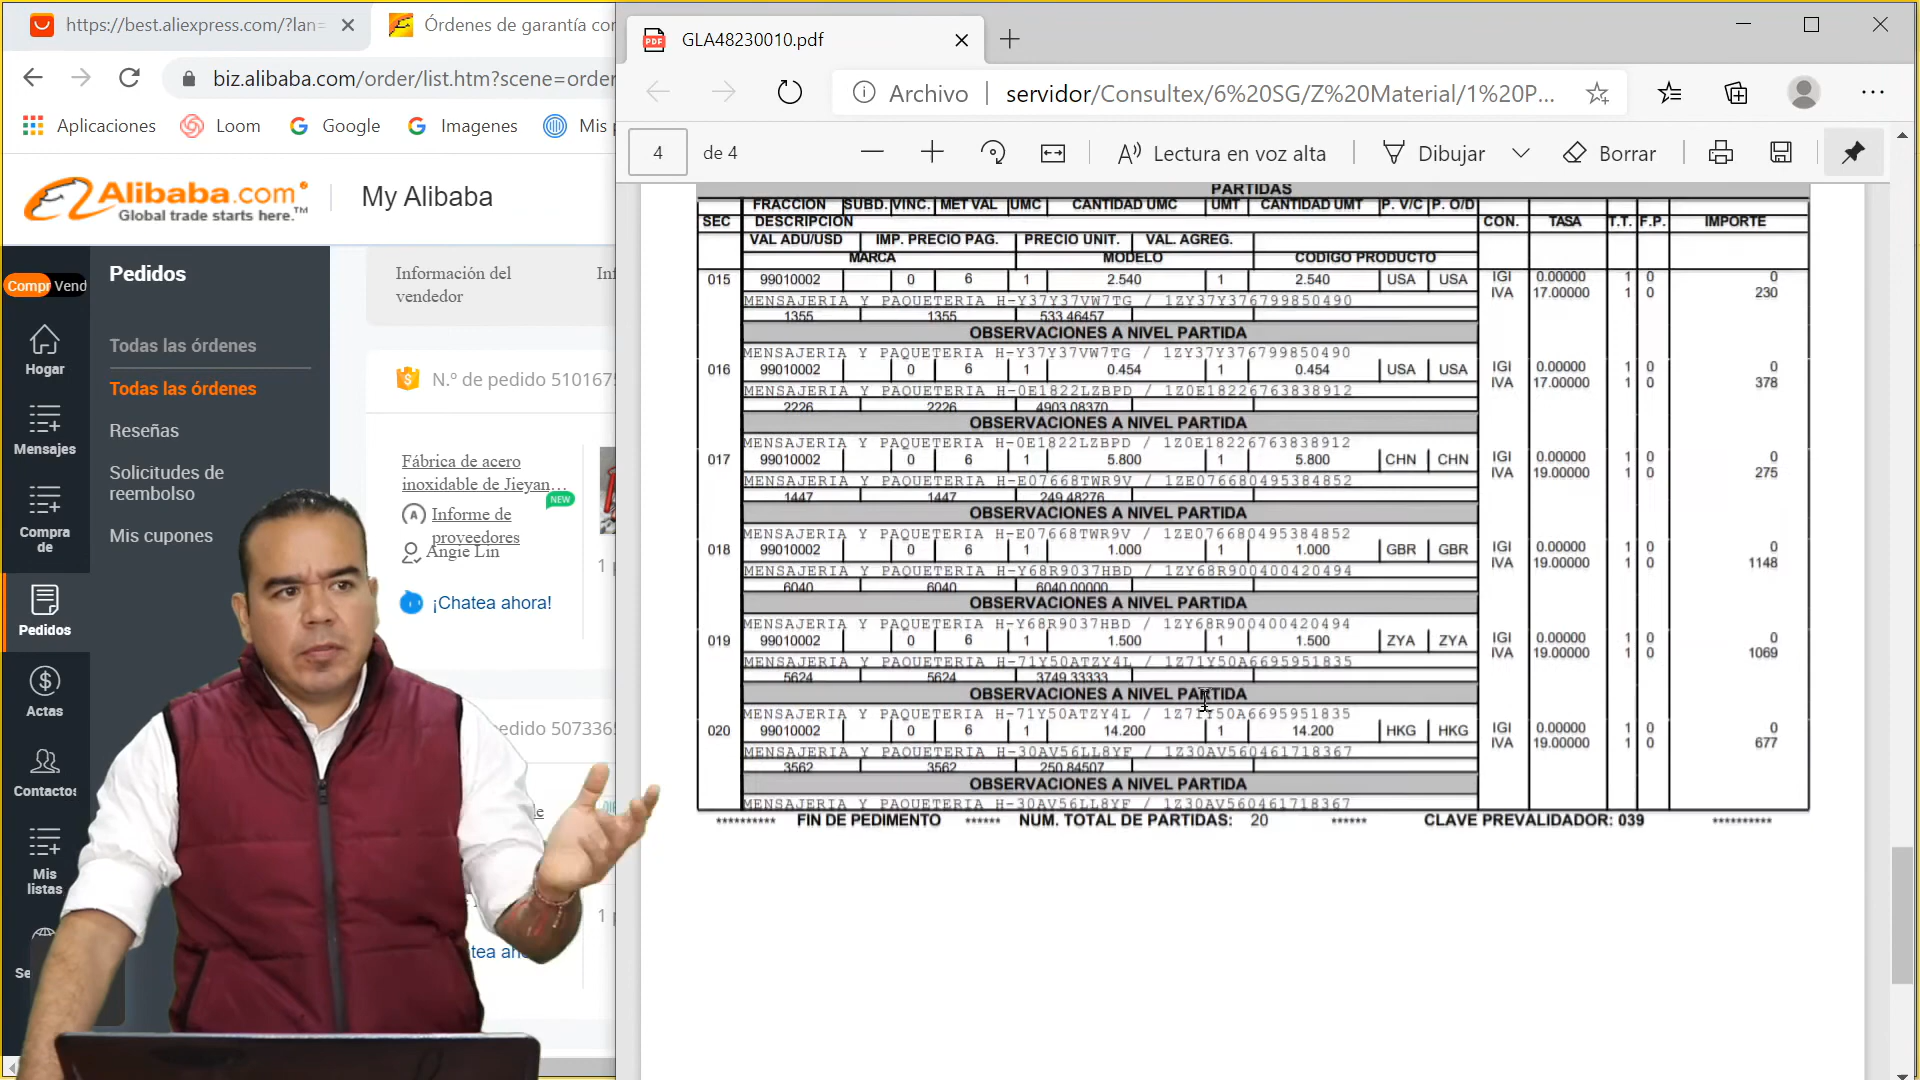 https://best.aliexpress.com/?lan=
Órdenes de garantía co
biz.alibaba.com/order/list.htm?scene=order
Aplicaciones
Loom
Google
Imagenes
Mis
Alibaba.com
Global trade starts here.™
My Alibaba
Compr
Vend
Hogar
Mensajes
Compra de
Pedidos
Actas
Contactos
Mis listas
Se
Pedidos
Todas las órdenes
Todas las órdenes
Reseñas
Solicitudes de
reembolso
Mis cupones
Información del
vendedor
N.º de pedido 510167
Fábrica de acero
inoxidable de Jieyan…
NEW
Informe de
proveedores
Angie Lin
¡Chatea ahora!
pedido 507336
GLA48230010.pdf
Archivo
servidor/Consultex/6%20SG/Z%20Material/1%20P...
4 de 4
Lectura en voz alta
Dibujar
Borrar
PARTIDAS
FRACCION SUBD. VINC. MET VAL UMC CANTIDAD UMC UMT CANTIDAD UMT P. V/C P. O/D
SEC DESCRIPCION CON. TASA T.T. F.P. IMPORTE
VAL ADU/USD IMP. PRECIO PAG. PRECIO UNIT. VAL. AGREG.
MARCA MODELO CODIGO PRODUCTO
015 99010002 0 6 1 2.540 1 2.540 USA USA IGI 0.00000 1 0 0
IVA 17.00000 1 0 230
MENSAJERIA Y PAQUETERIA H-Y37Y37VW7TG / 1ZY37Y376799850490
1355 1355 533.46457
OBSERVACIONES A NIVEL PARTIDA
MENSAJERIA Y PAQUETERIA H-Y37Y37VW7TG / 1ZY37Y376799850490
016 99010002 0 6 1 0.454 1 0.454 USA USA IGI 0.00000 1 0 0
IVA 17.00000 1 0 378
MENSAJERIA Y PAQUETERIA H-0E1822LZBPD / 1Z0E18226763838912
2226 2226 4903.08370
OBSERVACIONES A NIVEL PARTIDA
MENSAJERIA Y PAQUETERIA H-0E1822LZBPD / 1Z0E18226763838912
017 99010002 0 6 1 5.800 1 5.800 CHN CHN IGI 0.00000 1 0 0
IVA 19.00000 1 0 275
MENSAJERIA Y PAQUETERIA H-E07668TWR9V / 1ZE076680495384852
1447 1447 249.48276
OBSERVACIONES A NIVEL PARTIDA
MENSAJERIA Y PAQUETERIA H-E07668TWR9V / 1ZE076680495384852
018 99010002 0 6 1 1.000 1 1.000 GBR GBR IGI 0.00000 1 0 0
IVA 19.00000 1 0 1148
MENSAJERIA Y PAQUETERIA H-Y68R9037HBD / 1ZY68R900400420494
6040 6040 6040.00000
OBSERVACIONES A NIVEL PARTIDA
MENSAJERIA Y PAQUETERIA H-Y68R9037HBD / 1ZY68R900400420494
019 99010002 0 6 1 1.500 1 1.500 ZYA ZYA IGI 0.00000 1 0 0
IVA 19.00000 1 0 1069
MENSAJERIA Y PAQUETERIA H-71Y50ATZY4L / 1Z71Y50A6695951835
5624 5624 3749.33333
OBSERVACIONES A NIVEL PARTIDA
MENSAJERIA Y PAQUETERIA H-71Y50ATZY4L / 1Z71Y50A6695951835
020 99010002 0 6 1 14.200 1 14.200 HKG HKG IGI 0.00000 1 0 0
IVA 19.00000 1 0 677
MENSAJERIA Y PAQUETERIA H-30AV56LL8YF / 1Z30AV560461718367
3562 3562 250.84507
OBSERVACIONES A NIVEL PARTIDA
MENSAJERIA Y PAQUETERIA H-30AV56LL8YF / 1Z30AV560461718367
********** FIN DE PEDIMENTO ****** NUM. TOTAL DE PARTIDAS: 20 ****** CLAVE PREVALIDADOR: 039 **********